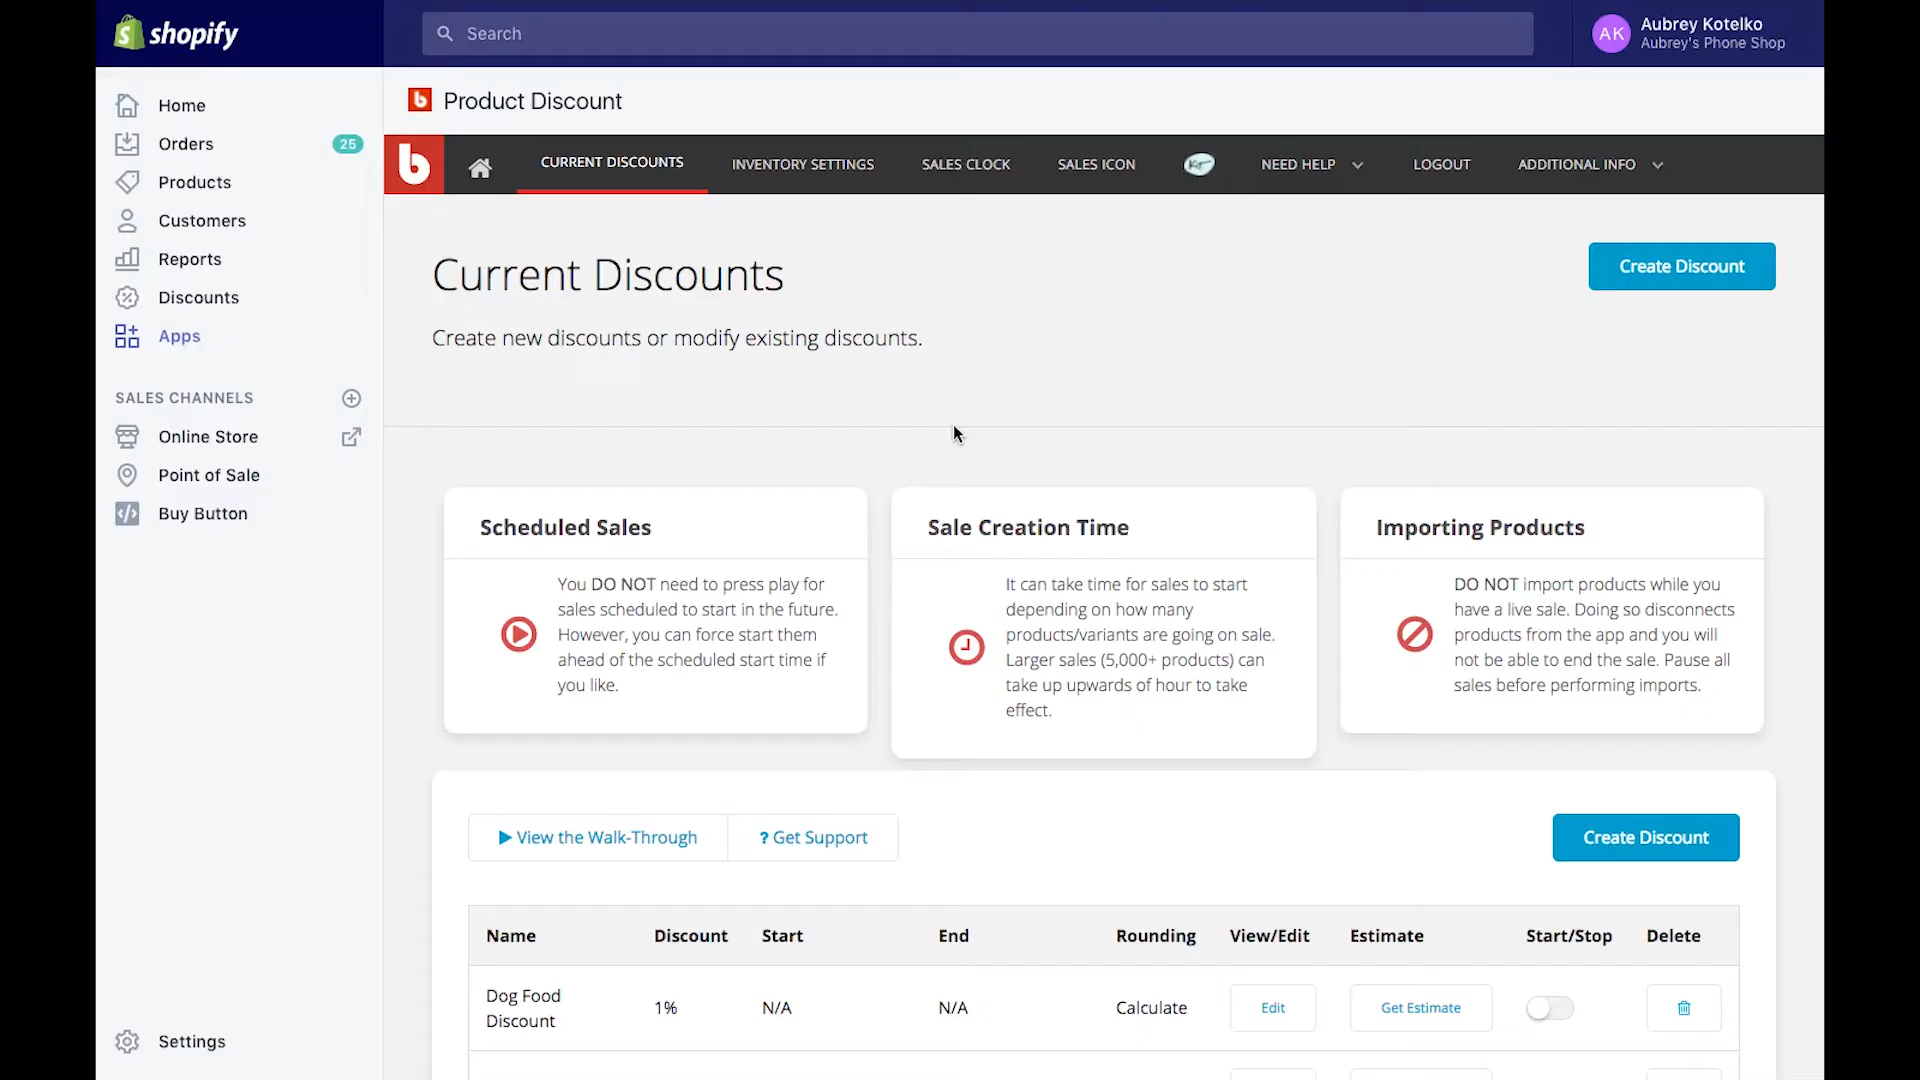 shopify
Search
AK
Aubrey Kotelko
Aubrey's Phone Shop
Home
Orders
25
Products
Customers
Reports
Discounts
Apps
SALES CHANNELS
Online Store
Point of Sale
Buy Button
Settings
Product Discount
CURRENT DISCOUNTS
INVENTORY SETTINGS
SALES CLOCK
SALES ICON
NEED HELP
LOGOUT
ADDITIONAL INFO
Current Discounts
Create Discount
Create new discounts or modify existing discounts.
Scheduled Sales
You DO NOT need to press play for
sales scheduled to start in the future.
However, you can force start them
ahead of the scheduled start time if
you like.
Sale Creation Time
It can take time for sales to start
depending on how many
products/variants are going on sale.
Larger sales (5,000+ products) can
take up upwards of hour to take
effect.
Importing Products
DO NOT import products while you
have a live sale. Doing so disconnects
products from the app and you will
not be able to end the sale. Pause all
sales before performing imports.
View the Walk-Through
? Get Support
Create Discount
Name Discount Start End Rounding View/Edit Estimate Start/Stop Delete
Dog Food
Discount
1% N/A N/A Calculate Edit Get Estimate